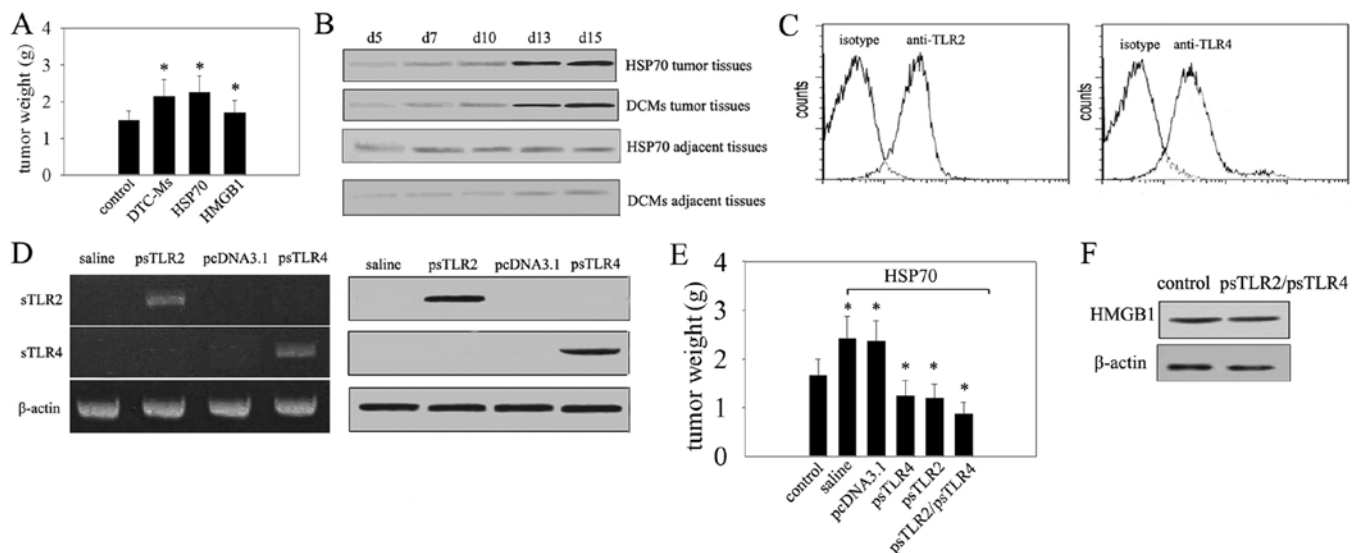 A
tumor weight (g)
4
3
2
1
0
*
*
*
control
DTC-Ms
HSP70
HMGB1
B
d5 d7 d10 d13 d15
HSP70 tumor tissues
DCMs tumor tissues
HSP70 adjacent tissues
DCMs adjacent tissues
C
counts
isotype anti-TLR2
counts
isotype anti-TLR4
D
saline psTLR2 pcDNA3.1 psTLR4
sTLR2
sTLR4
β-actin
saline psTLR2 pcDNA3.1 psTLR4
E
tumor weight (g)
4
3
2
1
0
HSP70
*
*
*
*
*
control
saline
pcDNA3.1
psTLR4
psTLR2
psTLR2/psTLR4
F
control psTLR2/psTLR4
HMGB1
β-actin